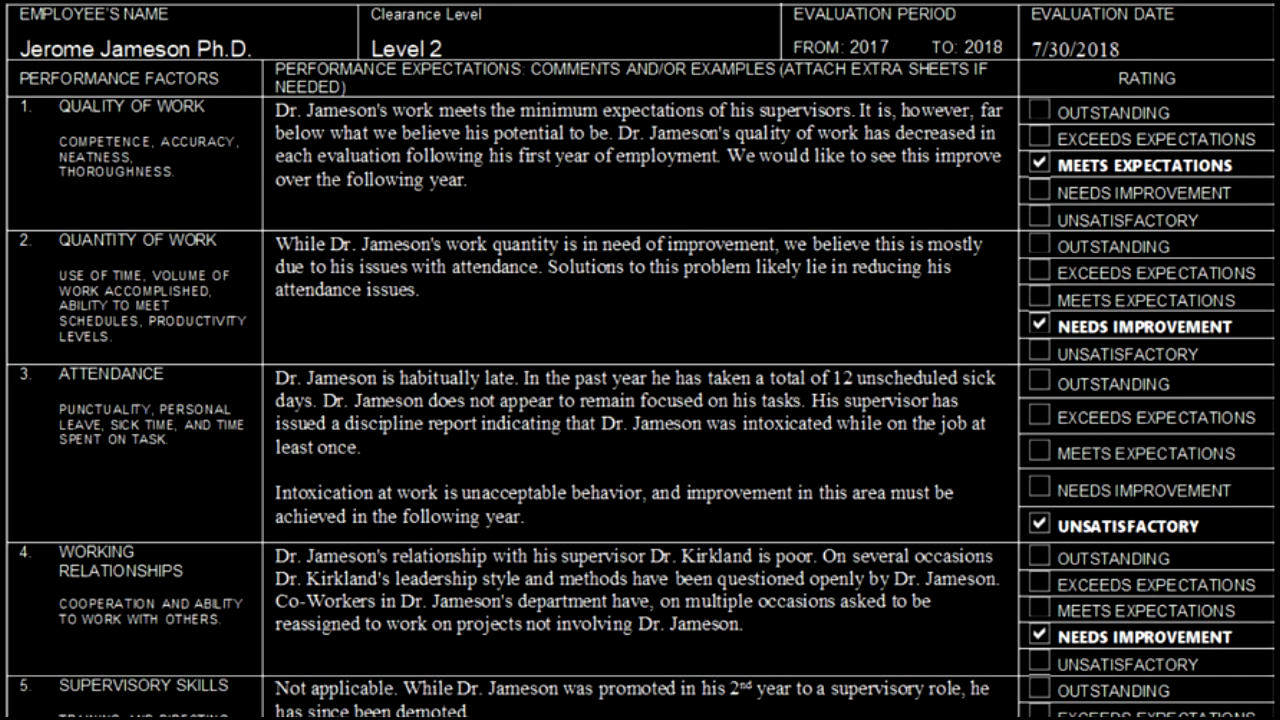 EMPLOYEE'S NAME
Jerome Jameson Ph.D.
Clearance Level
Level 2
EVALUATION PERIOD
FROM: 2017 TO: 2018
EVALUATION DATE
7/30/2018
PERFORMANCE FACTORS
PERFORMANCE EXPECTATIONS: COMMENTS AND/OR EXAMPLES (ATTACH EXTRA SHEETS IF
NEEDED)
RATING
1. QUALITY OF WORK
COMPETENCE, ACCURACY,
NEATNESS,
THOROUGHNESS.
Dr. Jameson's work meets the minimum expectations of his supervisors. It is, however, far
below what we believe his potential to be. Dr. Jameson's quality of work has decreased in
each evaluation following his first year of employment. We would like to see this improve
over the following year.
OUTSTANDING
EXCEEDS EXPECTATIONS
MEETS EXPECTATIONS
NEEDS IMPROVEMENT
UNSATISFACTORY
2. QUANTITY OF WORK
USE OF TIME, VOLUME OF
WORK ACCOMPLISHED,
ABILITY TO MEET
SCHEDULES, PRODUCTIVITY
LEVELS.
While Dr. Jameson's work quantity is in need of improvement, we believe this is mostly
due to his issues with attendance. Solutions to this problem likely lie in reducing his
attendance issues.
OUTSTANDING
EXCEEDS EXPECTATIONS
MEETS EXPECTATIONS
NEEDS IMPROVEMENT
UNSATISFACTORY
3. ATTENDANCE
PUNCTUALITY, PERSONAL
LEAVE, SICK TIME, AND TIME
SPENT ON TASK.
Dr. Jameson is habitually late. In the past year he has taken a total of 12 unscheduled sick
days. Dr. Jameson does not appear to remain focused on his tasks. His supervisor has
issued a discipline report indicating that Dr. Jameson was intoxicated while on the job at
least once.
Intoxication at work is unacceptable behavior, and improvement in this area must be
achieved in the following year.
OUTSTANDING
EXCEEDS EXPECTATIONS
MEETS EXPECTATIONS
NEEDS IMPROVEMENT
UNSATISFACTORY
4. WORKING
RELATIONSHIPS
COOPERATION AND ABILITY
TO WORK WITH OTHERS.
Dr. Jameson's relationship with his supervisor Dr. Kirkland is poor. On several occasions
Dr. Kirkland's leadership style and methods have been questioned openly by Dr. Jameson.
Co-Workers in Dr. Jameson's department have, on multiple occasions asked to be
reassigned to work on projects not involving Dr. Jameson.
OUTSTANDING
EXCEEDS EXPECTATIONS
MEETS EXPECTATIONS
NEEDS IMPROVEMENT
UNSATISFACTORY
5. SUPERVISORY SKILLS
TRAINING AND DIRECTING
Not applicable. While Dr. Jameson was promoted in his 2nd year to a supervisory role, he
has since been demoted
OUTSTANDING
EXCEEDS EXPECTATIONS